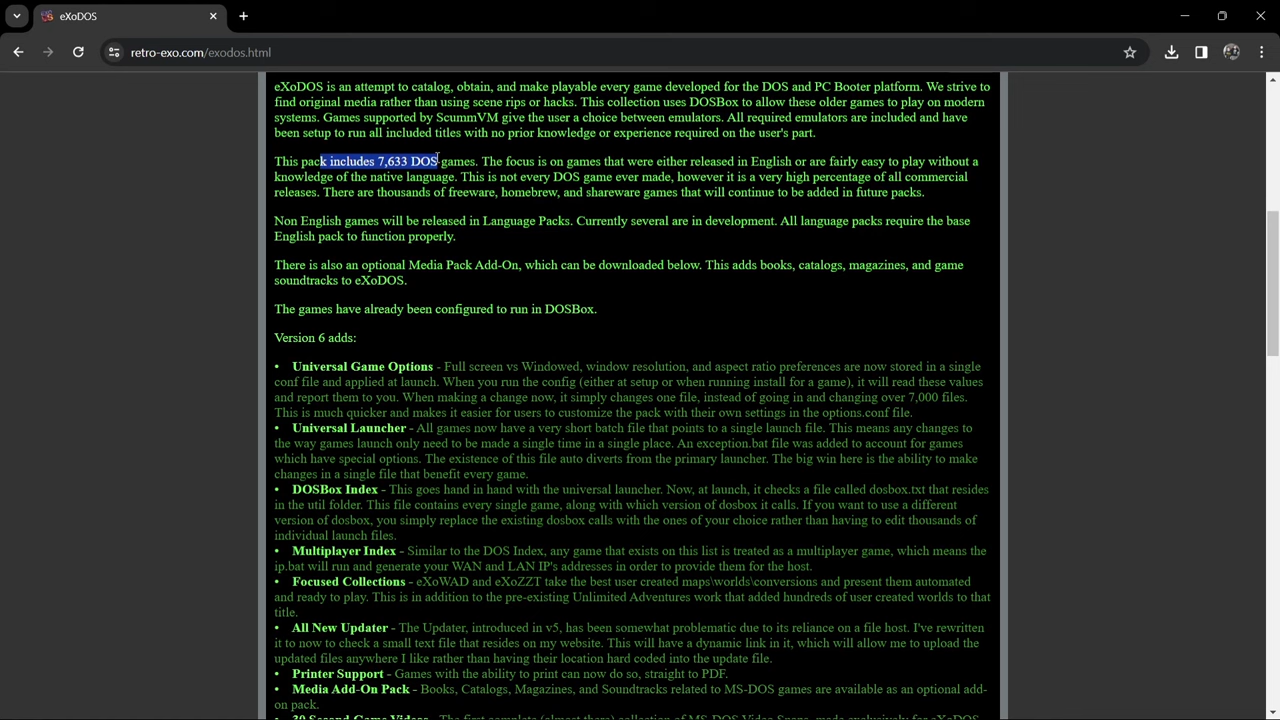 eXoDOS
retro-exo.com/exodos.html
eXoDOS is an attempt to catalog, obtain, and make playable every game developed for the DOS and PC Booter platform. We strive to
find original media rather than using scene rips or hacks. This collection uses DOSBox to allow these older games to play on modern
systems. Games supported by ScummVM give the user a choice between emulators. All required emulators are included and have
been setup to run all included titles with no prior knowledge or experience required on the user's part.
This pack includes 7,633 DOS games. The focus is on games that were either released in English or are fairly easy to play without a
knowledge of the native language. This is not every DOS game ever made, however it is a very high percentage of all commercial
releases. There are thousands of freeware, homebrew, and shareware games that will continue to be added in future packs.
Non English games will be released in Language Packs. Currently several are in development. All language packs require the base
English pack to function properly.
There is also an optional Media Pack Add-On, which can be downloaded below. This adds books, catalogs, magazines, and game
soundtracks to eXoDOS.
The games have already been configured to run in DOSBox.
Version 6 adds:
• Universal Game Options - Full screen vs Windowed, window resolution, and aspect ratio preferences are now stored in a single
conf file and applied at launch. When you run the config (either at setup or when running install for a game), it will read these values
and report them to you. When making a change now, it simply changes one file, instead of going in and changing over 7,000 files.
This is much quicker and makes it easier for users to customize the pack with their own settings in the options.conf file.
• Universal Launcher - All games now have a very short batch file that points to a single launch file. This means any changes to
the way games launch only need to be made a single time in a single place. An exception.bat file was added to account for games
which have special options. The existence of this file auto diverts from the primary launcher. The big win here is the ability to make
changes in a single file that benefit every game.
• DOSBox Index - This goes hand in hand with the universal launcher. Now, at launch, it checks a file called dosbox.txt that resides
in the util folder. This file contains every single game, along with which version of dosbox it calls. If you want to use a different
version of dosbox, you simply replace the existing dosbox calls with the ones of your choice rather than having to edit thousands of
individual launch files.
• Multiplayer Index - Similar to the DOS Index, any game that exists on this list is treated as a multiplayer game, which means the
ip.bat will run and generate your WAN and LAN IP's addresses in order to provide them for the host.
• Focused Collections - eXoWAD and eXoZZT take the best user created maps\worlds\conversions and present them automated
and ready to play. This is in addition to the pre-existing Unlimited Adventures work that added hundreds of user created worlds to that
title.
• All New Updater - The Updater, introduced in v5, has been somewhat problematic due to its reliance on a file host. I've rewritten
it to now to check a small text file that resides on my website. This will have a dynamic link in it, which will allow me to upload the
updated files anywhere I like rather than having their location hard coded into the update file.
• Printer Support - Games with the ability to print can now do so, straight to PDF.
• Media Add-On Pack - Books, Catalogs, Magazines, and Soundtracks related to MS-DOS games are available as an optional add-
on pack.
• 30 Second Game Videos - The first complete (almost there) collection of MS-DOS Video Snaps, made exclusively for eXoDOS